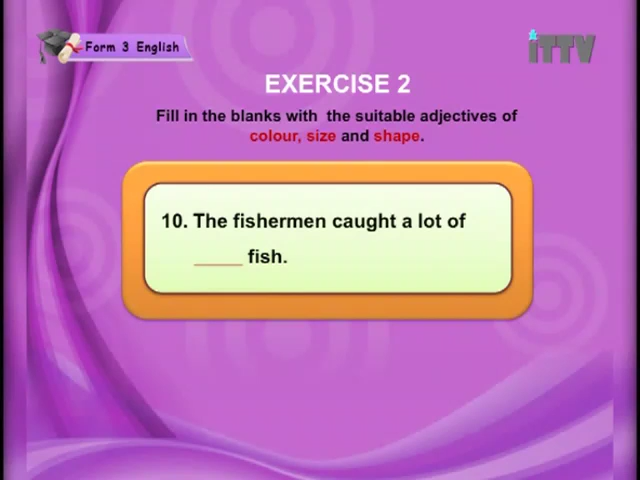 Form 3 English
iTTV
EXERCISE 2
Fill in the blanks with the suitable adjectives of
colour, size and shape.
10. The fishermen caught a lot of
_____ fish.